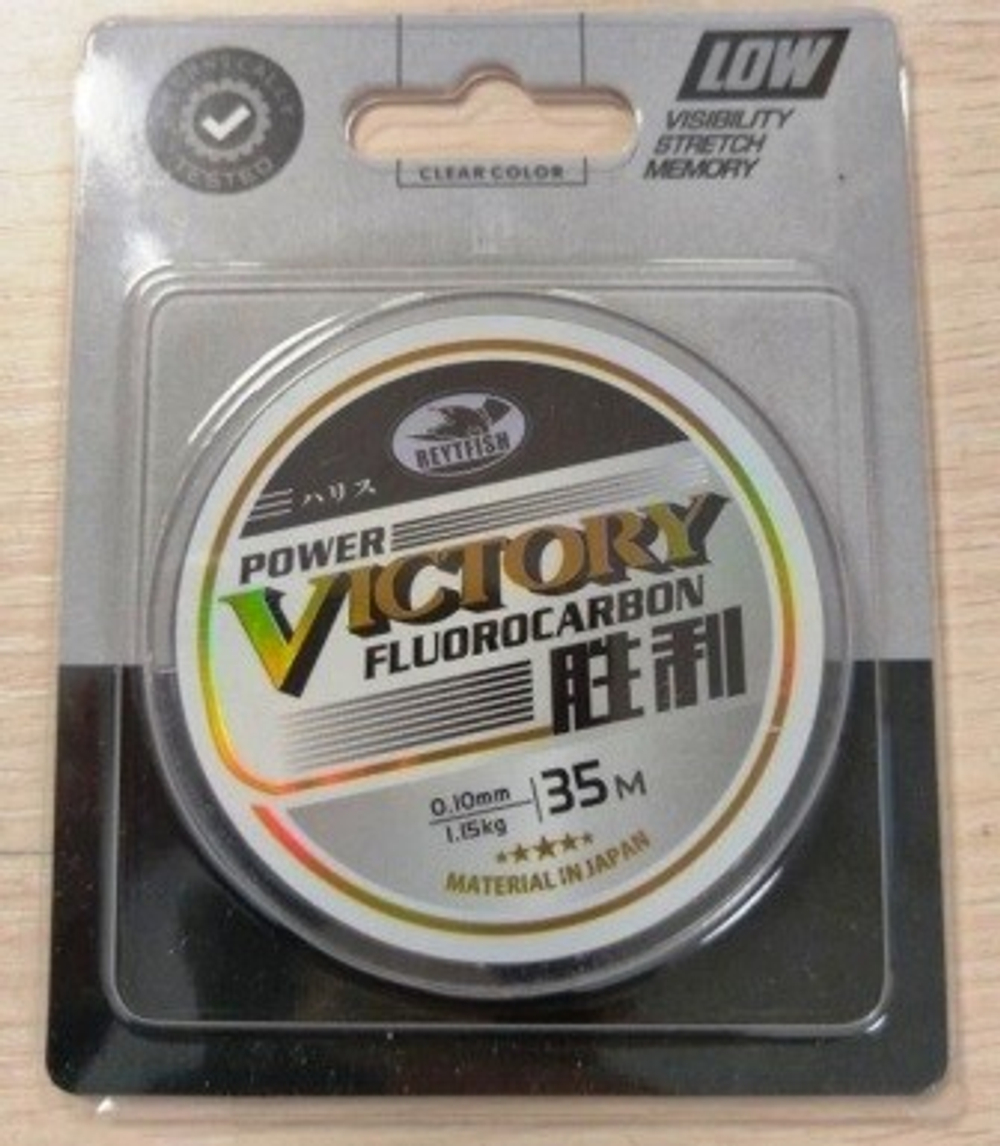 TESTED
CLEAR COLOR
LOW
VISIBILITY
STRETCH
MEMORY
REYTFISH
ハリス
POWER
VICTORY
FLUOROCARBON
胜利
0.10mm
1.15kg
35 M
MATERIAL IN JAPAN